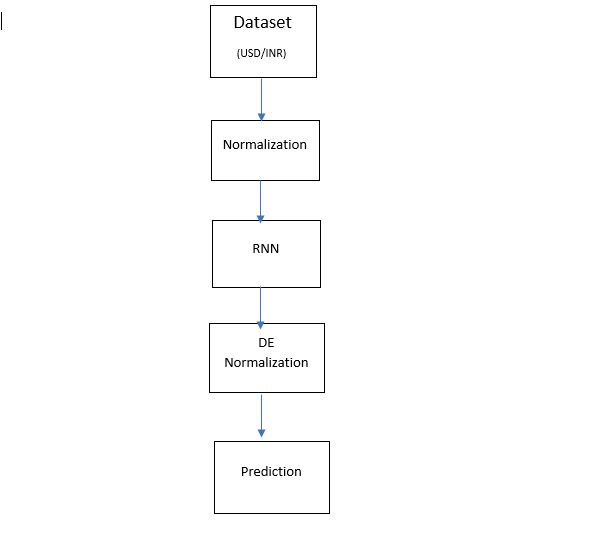 Dataset
(USD/INR)
Normalization
RNN
DE
Normalization
Prediction